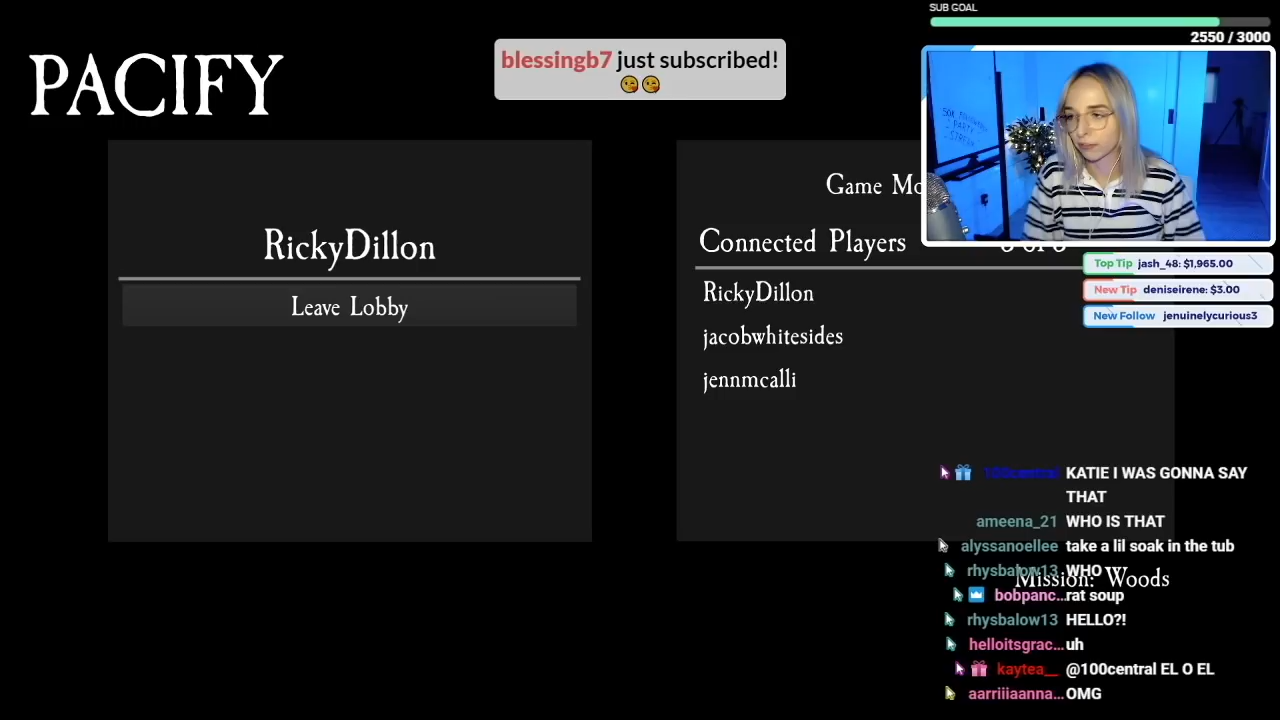 SUB GOAL
2550 / 3000
PACIFY
blessingb7 just subscribed!
RickyDillon
Leave Lobby
Game Mo
Connected Players
RickyDillon
jacobwhitesides
jennmcalli
Top Tip jash_48: $1,965.00
New Tip deniseirene: $3.00
New Follow jenuinelycurious3
100central KATIE I WAS GONNA SAY
THAT
ameena_21 WHO IS THAT
alyssanoellee take a lil soak in the tub
rhysbalow13 WHO
Mission: Woods
bobpanc... rat soup
rhysbalow13 HELLO?!
helloitsgrac... uh
kaytea__ @100central EL O EL
aarriiiaanna... OMG